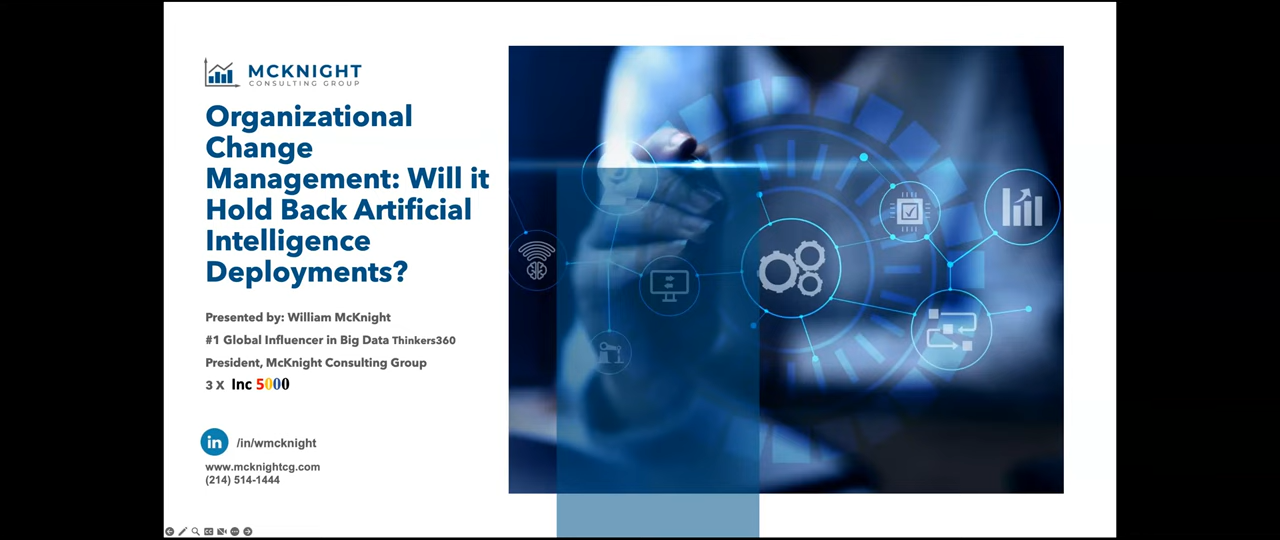 MCKNIGHT
CONSULTING GROUP
Organizational
Change
Management: Will it
Hold Back Artificial
Intelligence
Deployments?
Presented by: William McKnight
#1 Global Influencer in Big Data Thinkers360
President, McKnight Consulting Group
3 X Inc 5000
in /in/wmcknight
www.mcknightcg.com
(214) 514-1444